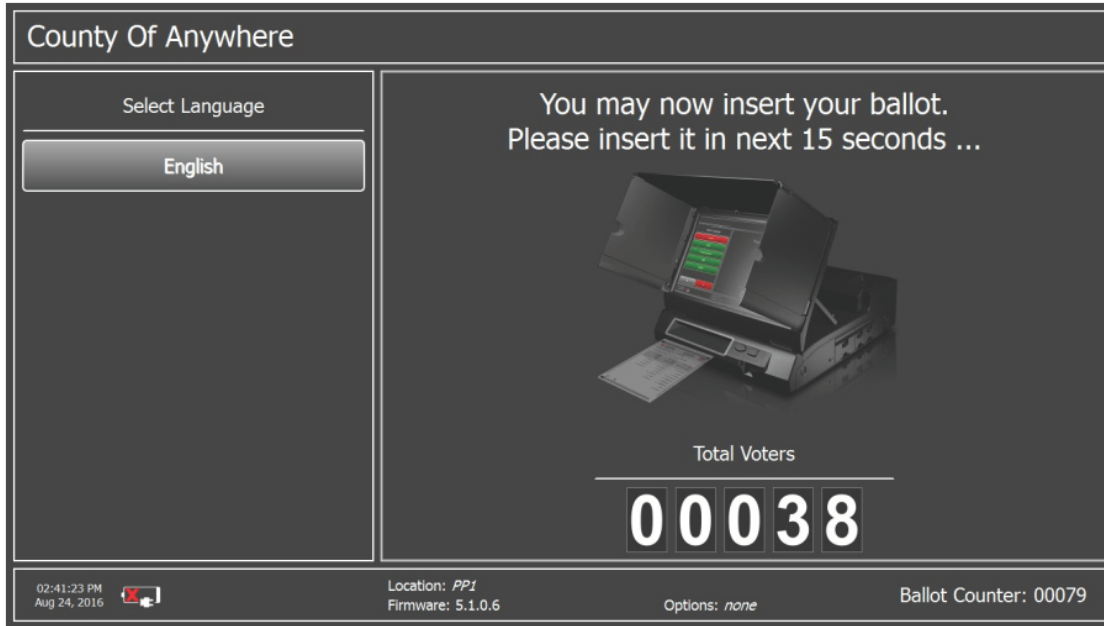 County Of Anywhere
Select Language
English
You may now insert your ballot.
Please insert it in next 15 seconds ...
Total Voters
00038
02:41:23 PM
Aug 24, 2016
Location: PP1
Firmware: 5.1.0.6
Options: none
Ballot Counter: 00079